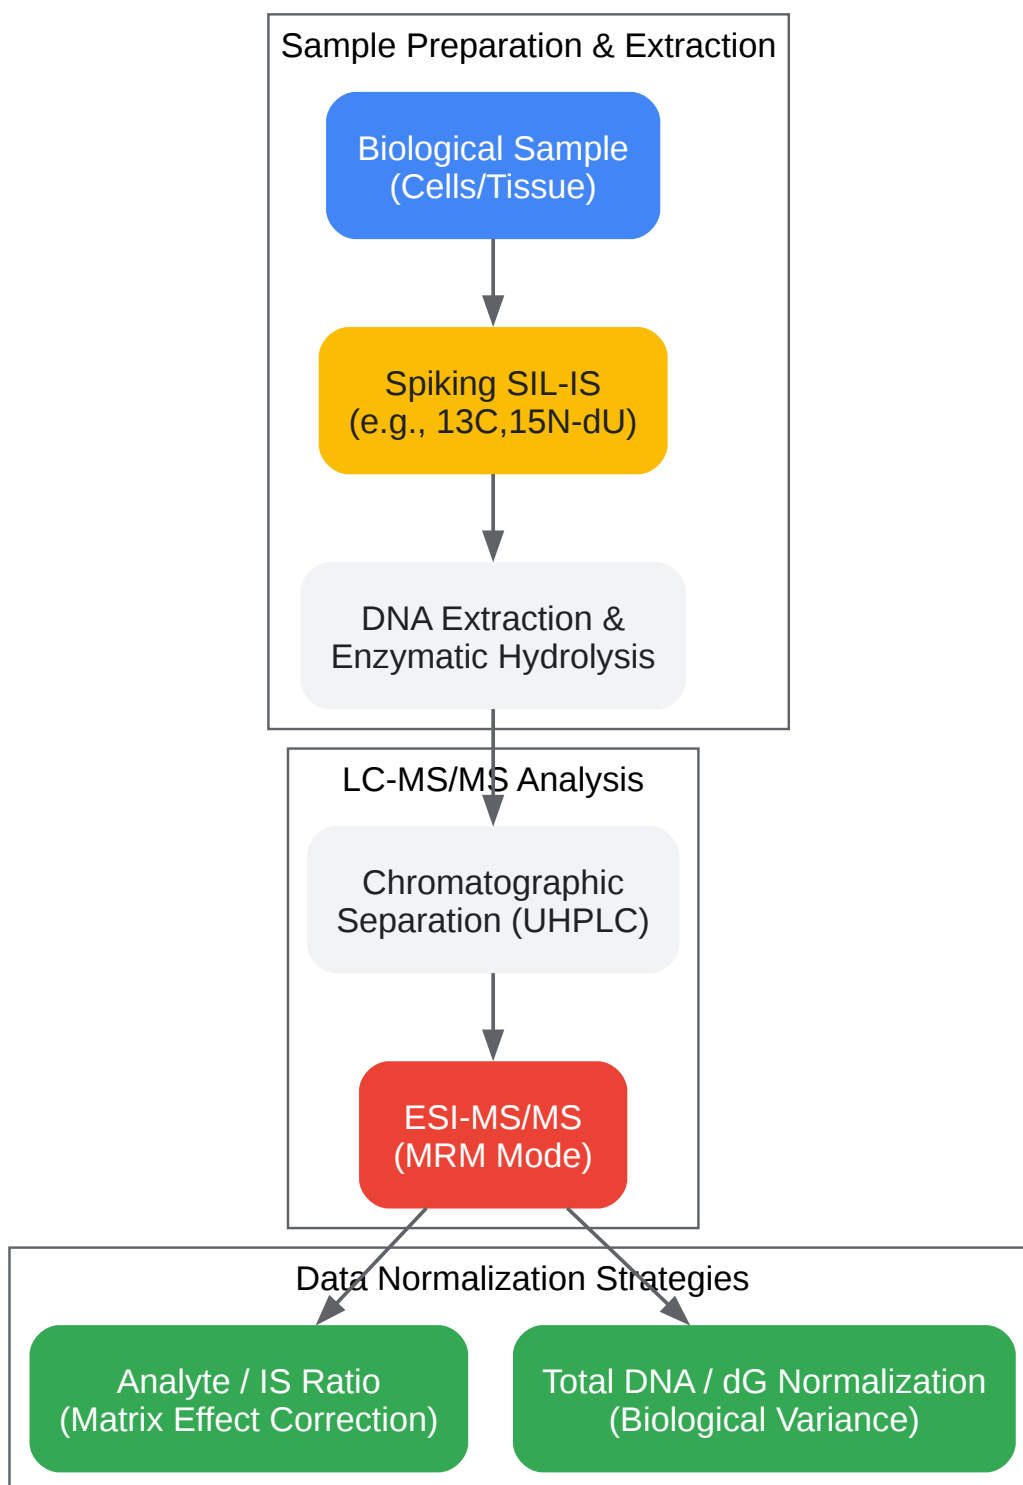 Sample Preparation & Extraction
Biological Sample
(Cells/Tissue)
Spiking SIL-IS
(e.g., 13C,15N-dU)
DNA Extraction &
Enzymatic Hydrolysis
LC-MS/MS Analysis
Chromatographic
Separation (UHPLC)
ESI-MS/MS
(MRM Mode)
Data Normalization Strategies
Analyte / IS Ratio
(Matrix Effect Correction)
Total DNA / dG Normalization
(Biological Variance)